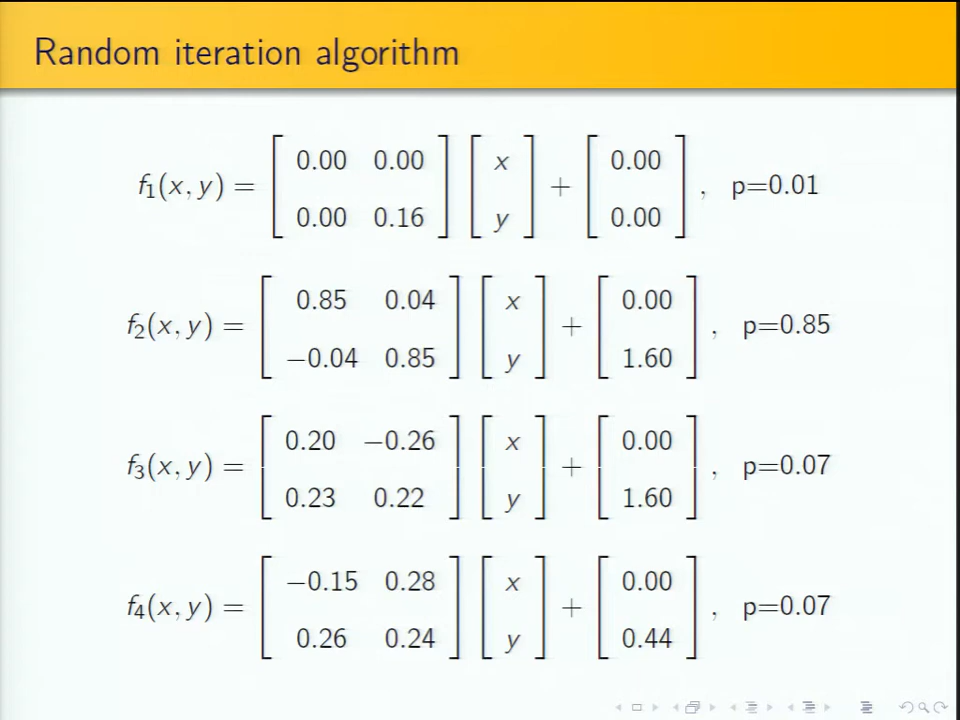 Random iteration algorithm
f₁(x, y) = [ 0.00 0.00 ; 0.00 0.16 ] [ x ; y ] + [ 0.00 ; 0.00 ] , p=0.01
f₂(x, y) = [ 0.85 0.04 ; −0.04 0.85 ] [ x ; y ] + [ 0.00 ; 1.60 ] , p=0.85
f₃(x, y) = [ 0.20 −0.26 ; 0.23 0.22 ] [ x ; y ] + [ 0.00 ; 1.60 ] , p=0.07
f₄(x, y) = [ −0.15 0.28 ; 0.26 0.24 ] [ x ; y ] + [ 0.00 ; 0.44 ] , p=0.07